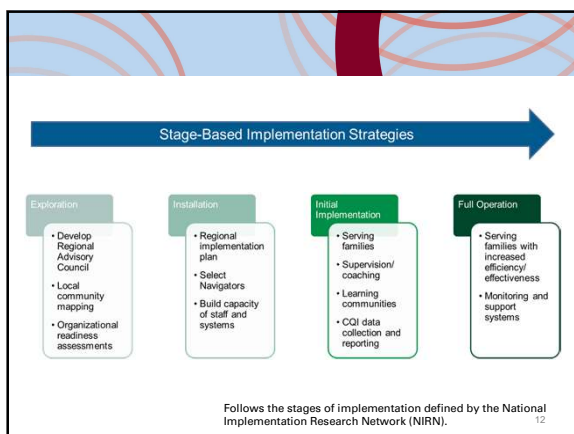 Stage-Based Implementation Strategies
Exploration
• Develop
Regional
Advisory
Council
• Local
community
mapping
• Organizational
readiness
assessments
Installation
• Regional
implementation
plan
• Select
Navigators
• Build capacity
of staff and
systems
Initial
Implementation
• Serving
families
• Supervision/
coaching
• Learning
communities
• CQI data
collection and
reporting
Full Operation
• Serving
families with
increased
efficiency/
effectiveness
• Monitoring and
support
systems
Follows the stages of implementation defined by the National
Implementation Research Network (NIRN).
12